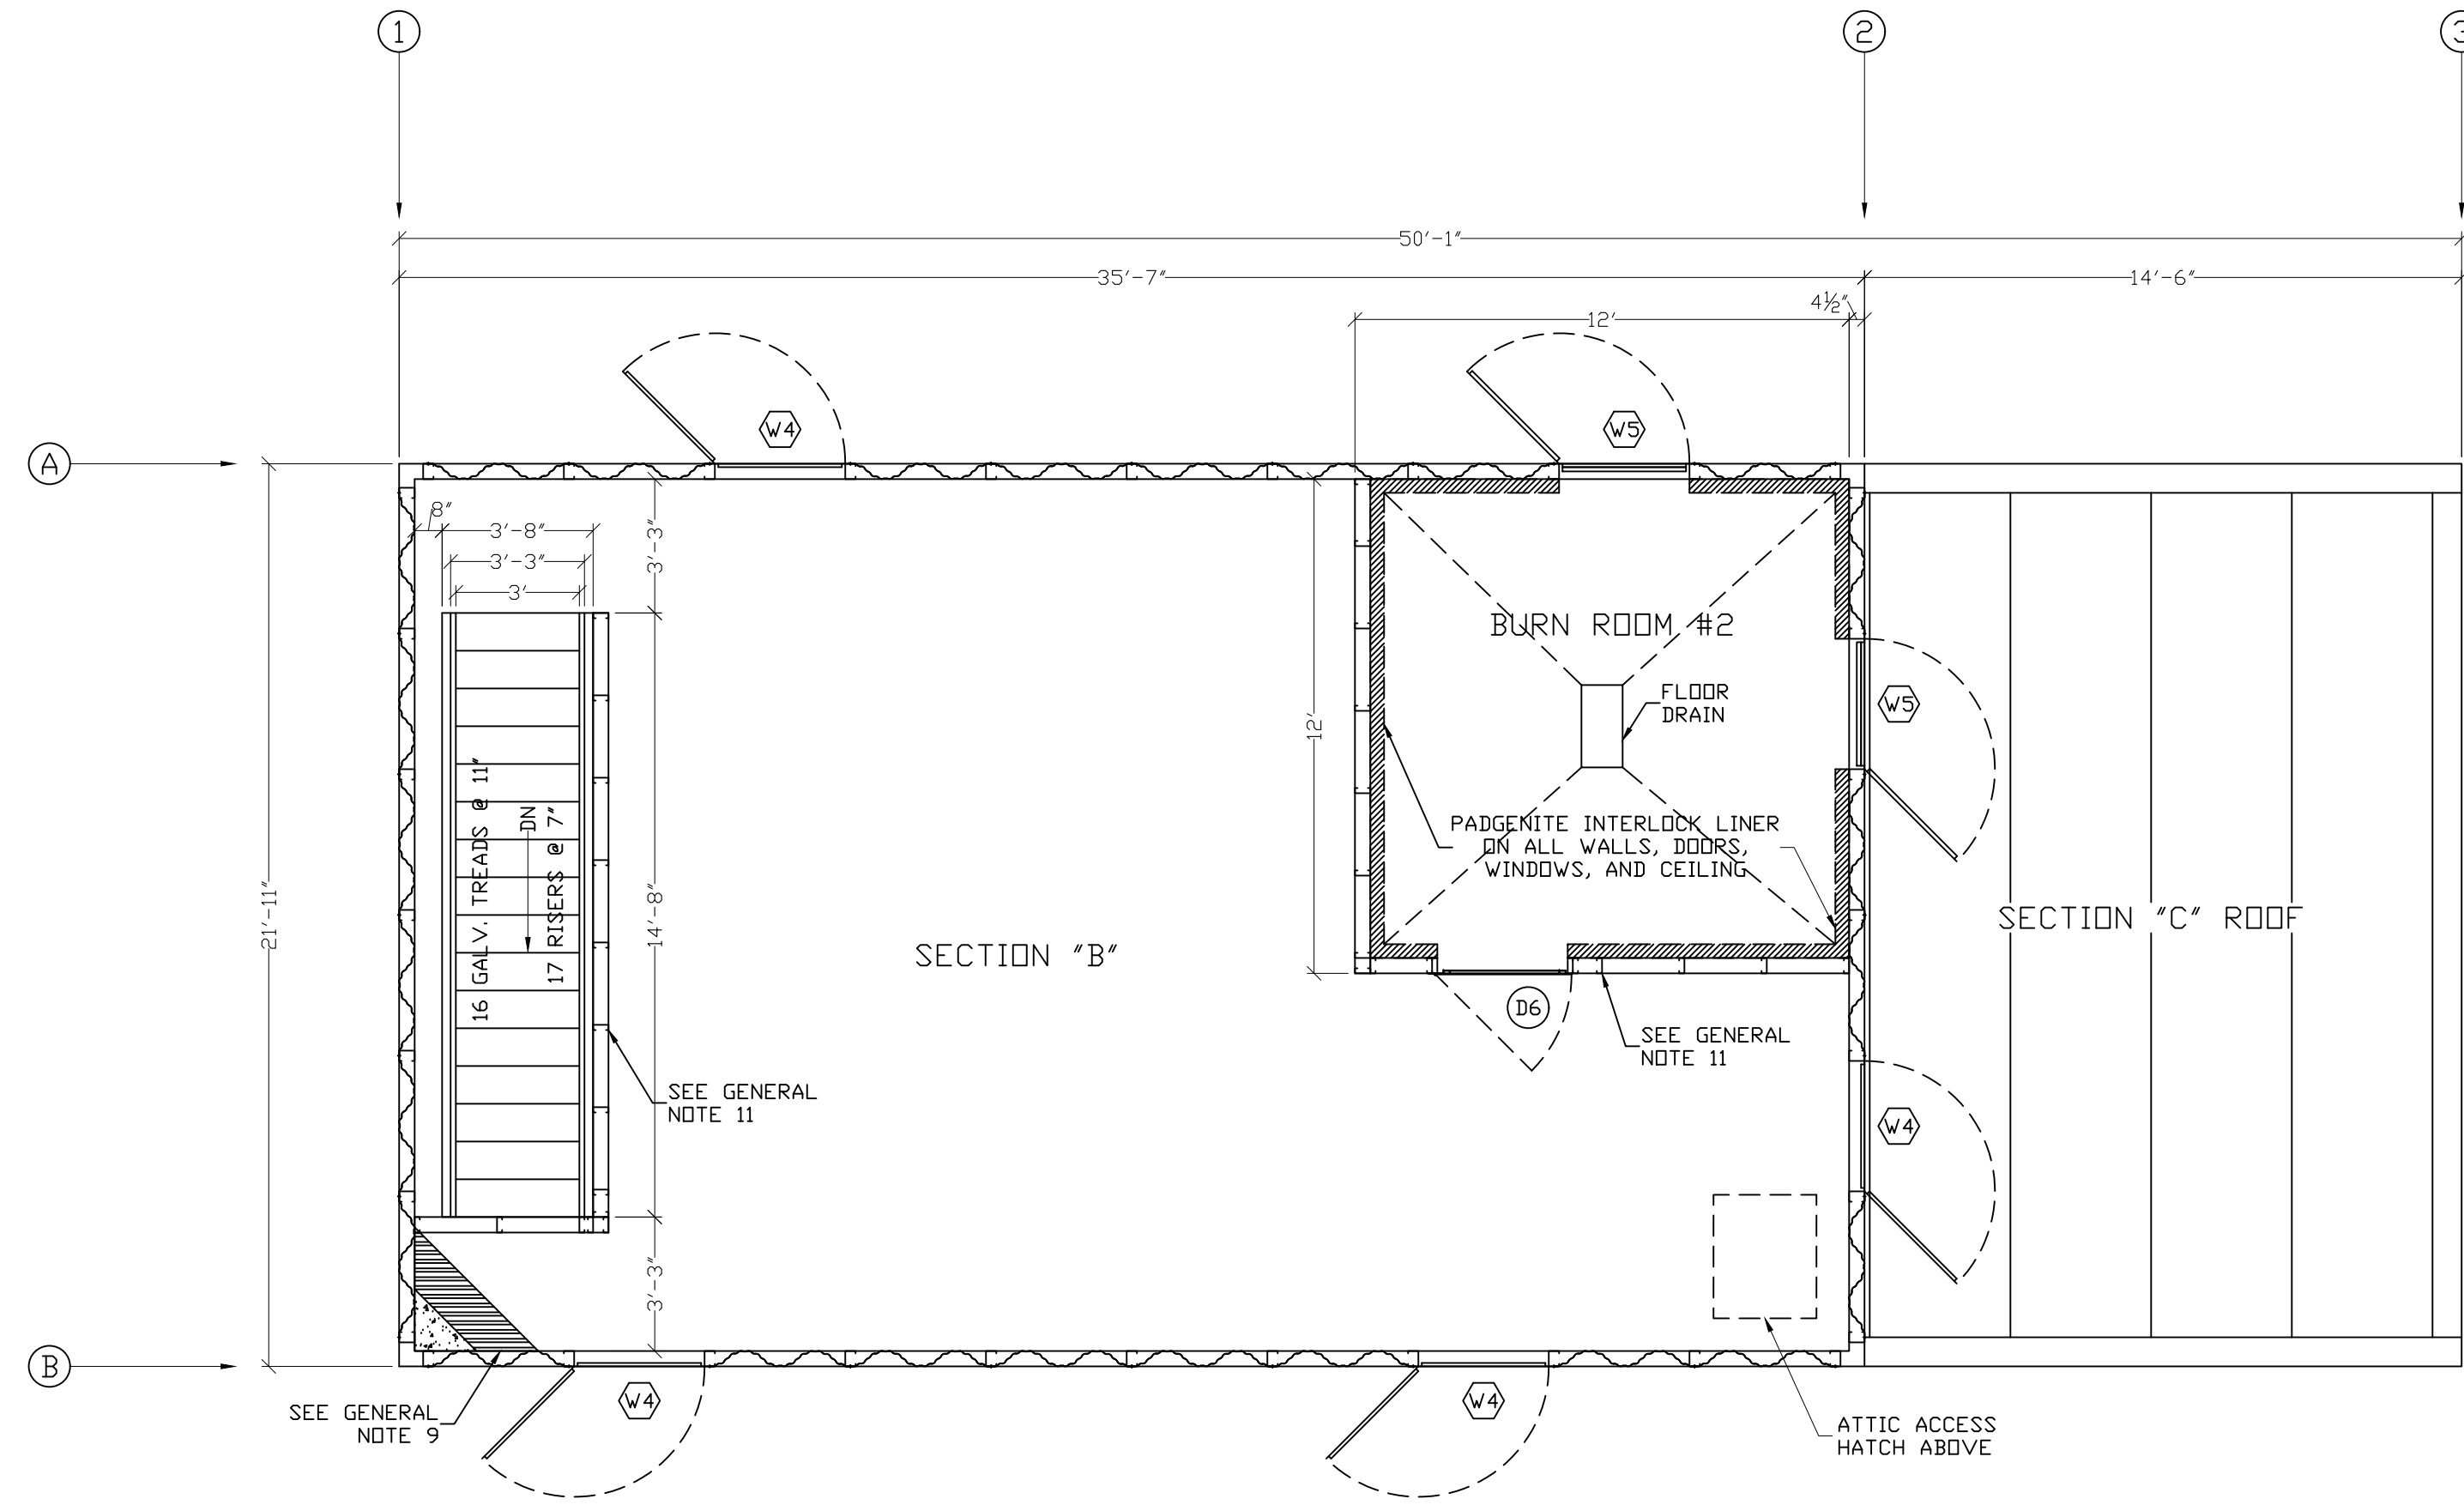 1
2
3
50'-1"
35'-7"
14'-6"
4½"
12'
W4
W5
A
8"
3'-8"
3'-3"
3'
3'-3"
BURN ROOM #2
FLOOR
DRAIN
W5
12'
16 GALV. TREADS @ 11"
DN
17 RISERS @ 7"
PADGENITE INTERLOCK LINER
ON ALL WALLS, DOORS,
WINDOWS, AND CEILING
21'-11"
14'-8"
SECTION "B"
SECTION "C" ROOF
D6
SEE GENERAL
NOTE 11
SEE GENERAL
NOTE 11
W4
3'-3"
B
SEE GENERAL
NOTE 9
W4
W4
ATTIC ACCESS
HATCH ABOVE